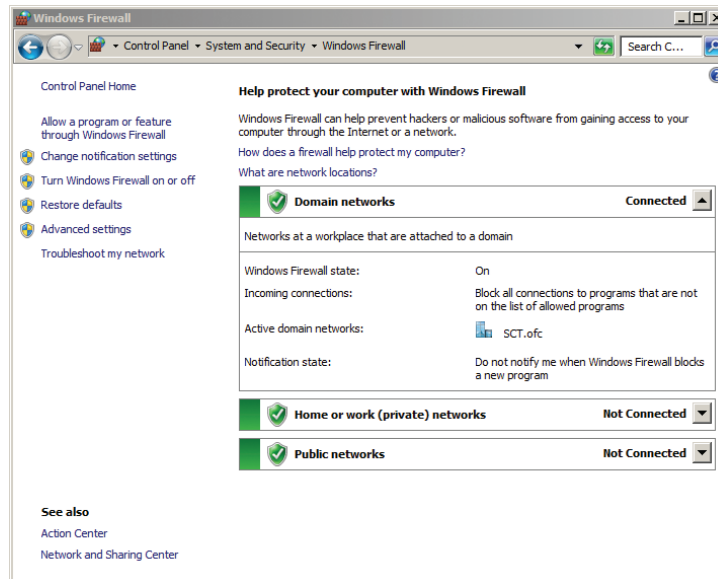 Windows Firewall
Control Panel ▾ System and Security ▾ Windows Firewall
Search C...
Control Panel Home
Allow a program or feature
through Windows Firewall
Change notification settings
Turn Windows Firewall on or off
Restore defaults
Advanced settings
Troubleshoot my network
See also
Action Center
Network and Sharing Center
Help protect your computer with Windows Firewall
Windows Firewall can help prevent hackers or malicious software from gaining access to your
computer through the Internet or a network.
How does a firewall help protect my computer?
What are network locations?
Domain networks Connected
Networks at a workplace that are attached to a domain
Windows Firewall state: On
Incoming connections: Block all connections to programs that are not
on the list of allowed programs
Active domain networks: SCT.ofc
Notification state: Do not notify me when Windows Firewall blocks
a new program
Home or work (private) networks Not Connected
Public networks Not Connected